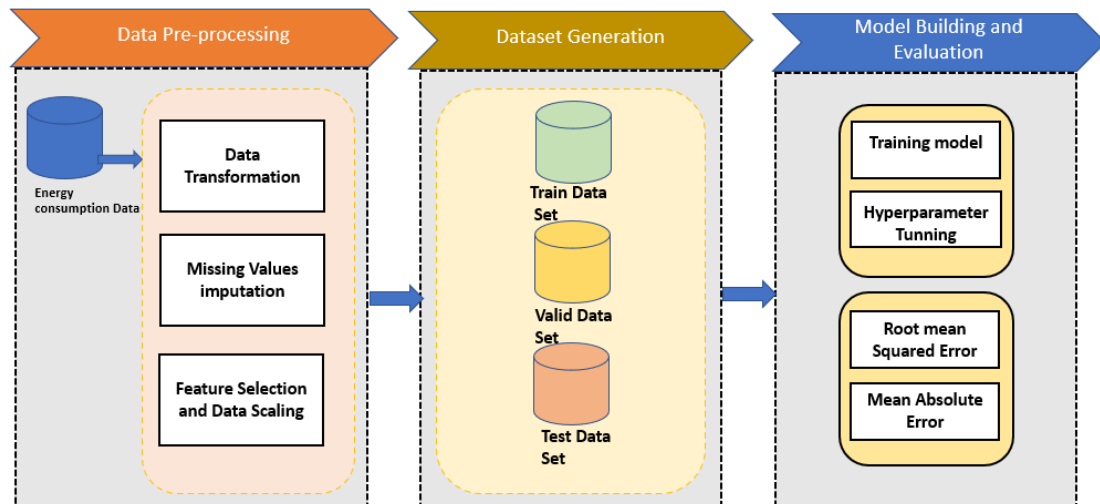 Data Pre-processing
Dataset Generation
Model Building and
Evaluation
Energy
consumption Data
Data
Transformation
Missing Values
imputation
Feature Selection
and Data Scaling
Train Data
Set
Valid Data
Set
Test Data
Set
Training model
Hyperparameter
Tunning
Root mean
Squared Error
Mean Absolute
Error